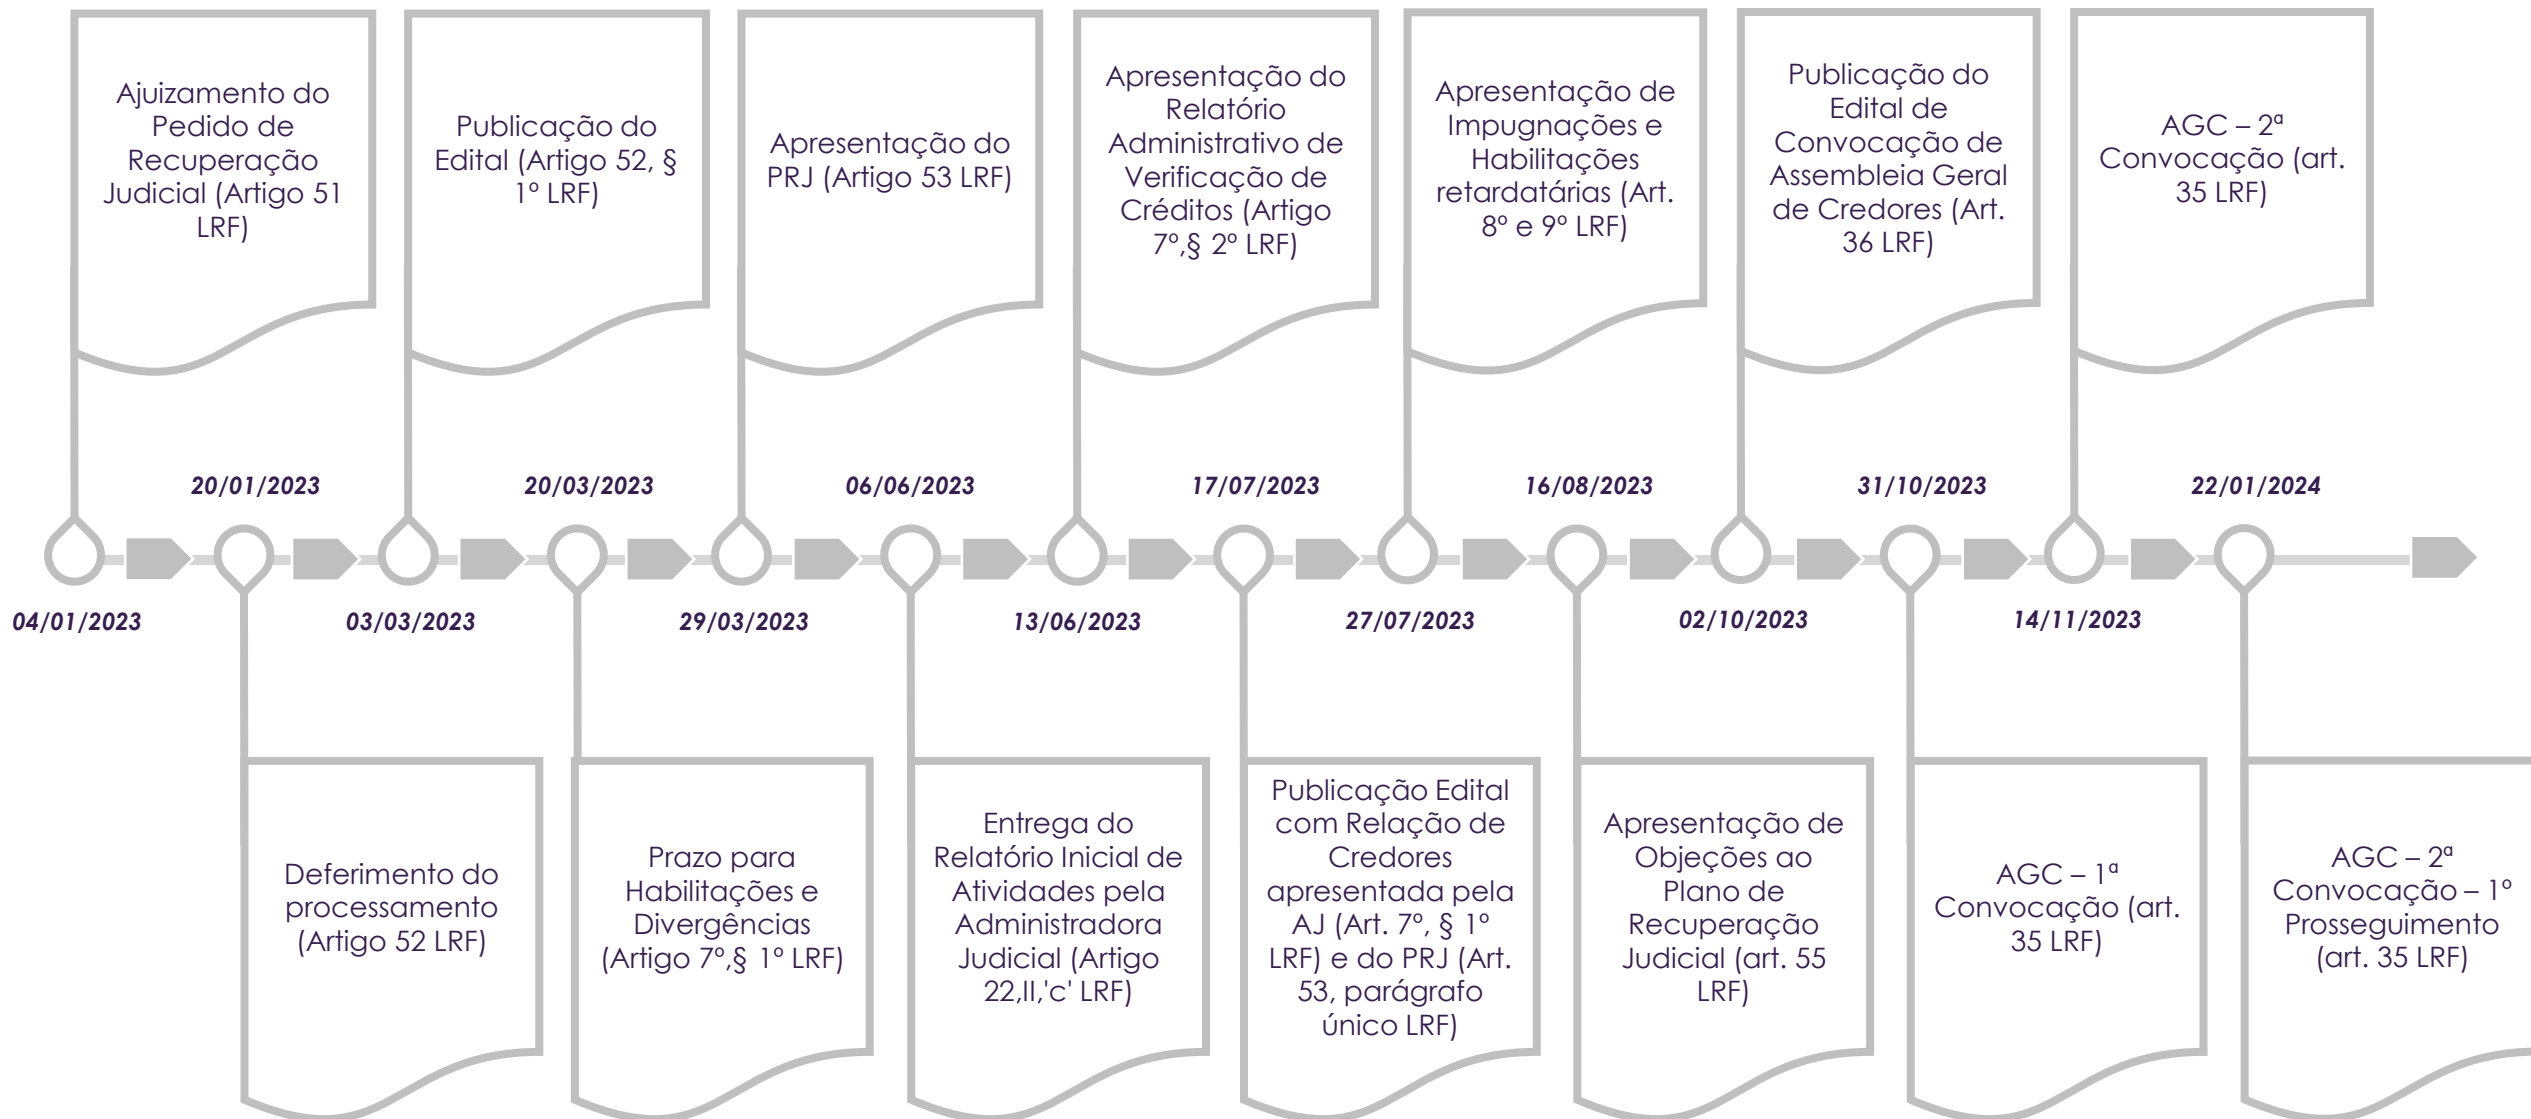 Ajuizamento do
Pedido de
Recuperação
Judicial (Artigo 51
LRF)
Publicação do
Edital (Artigo 52, §
1º LRF)
Apresentação do
PRJ (Artigo 53 LRF)
Apresentação do
Relatório
Administrativo de
Verificação de
Créditos (Artigo
7º,§ 2º LRF)
Apresentação de
Impugnações e
Habilitações
retardatárias (Art.
8º e 9º LRF)
Publicação do
Edital de
Convocação de
Assembleia Geral
de Credores (Art.
36 LRF)
AGC – 2ª
Convocação (art.
35 LRF)
20/01/2023
20/03/2023
06/06/2023
17/07/2023
16/08/2023
31/10/2023
22/01/2024
04/01/2023
03/03/2023
29/03/2023
13/06/2023
27/07/2023
02/10/2023
14/11/2023
Deferimento do
processamento
(Artigo 52 LRF)
Prazo para
Habilitações e
Divergências
(Artigo 7º,§ 1º LRF)
Entrega do
Relatório Inicial de
Atividades pela
Administradora
Judicial (Artigo
22,II,'c' LRF)
Publicação Edital
com Relação de
Credores
apresentada pela
AJ (Art. 7º, § 1º
LRF) e do PRJ (Art.
53, parágrafo
único LRF)
Apresentação de
Objeções ao
Plano de
Recuperação
Judicial (art. 55
LRF)
AGC – 1ª
Convocação (art.
35 LRF)
AGC – 2ª
Convocação – 1º
Prosseguimento
(art. 35 LRF)